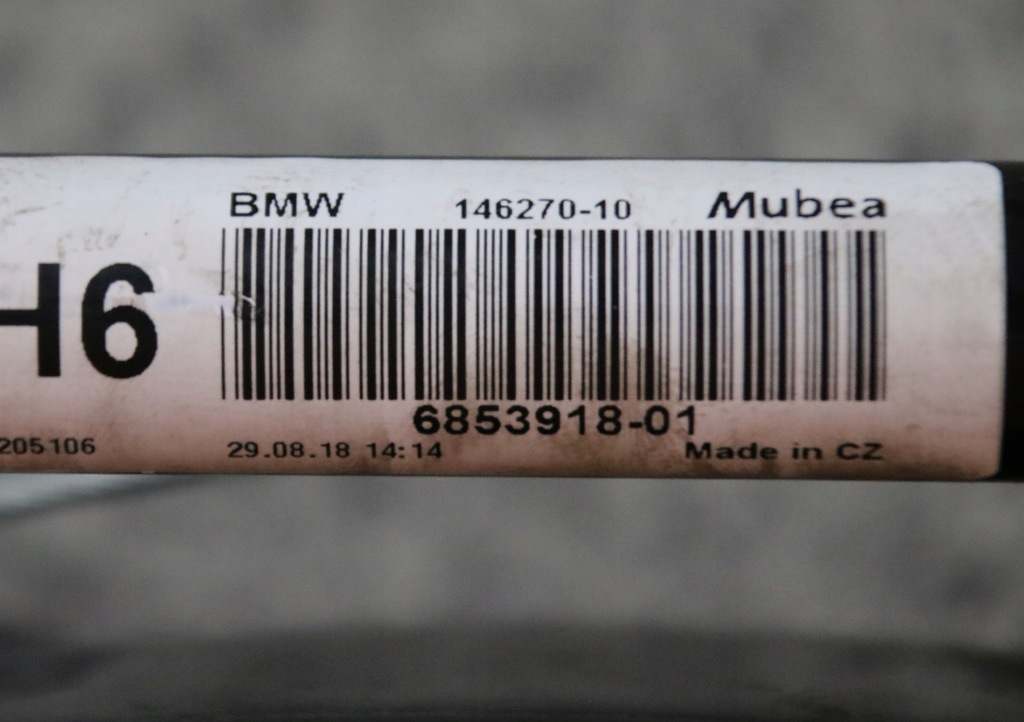 BMW 146270-10 Mubea
H6
6853918-01
205106 29.08.18 14:14 Made in CZ